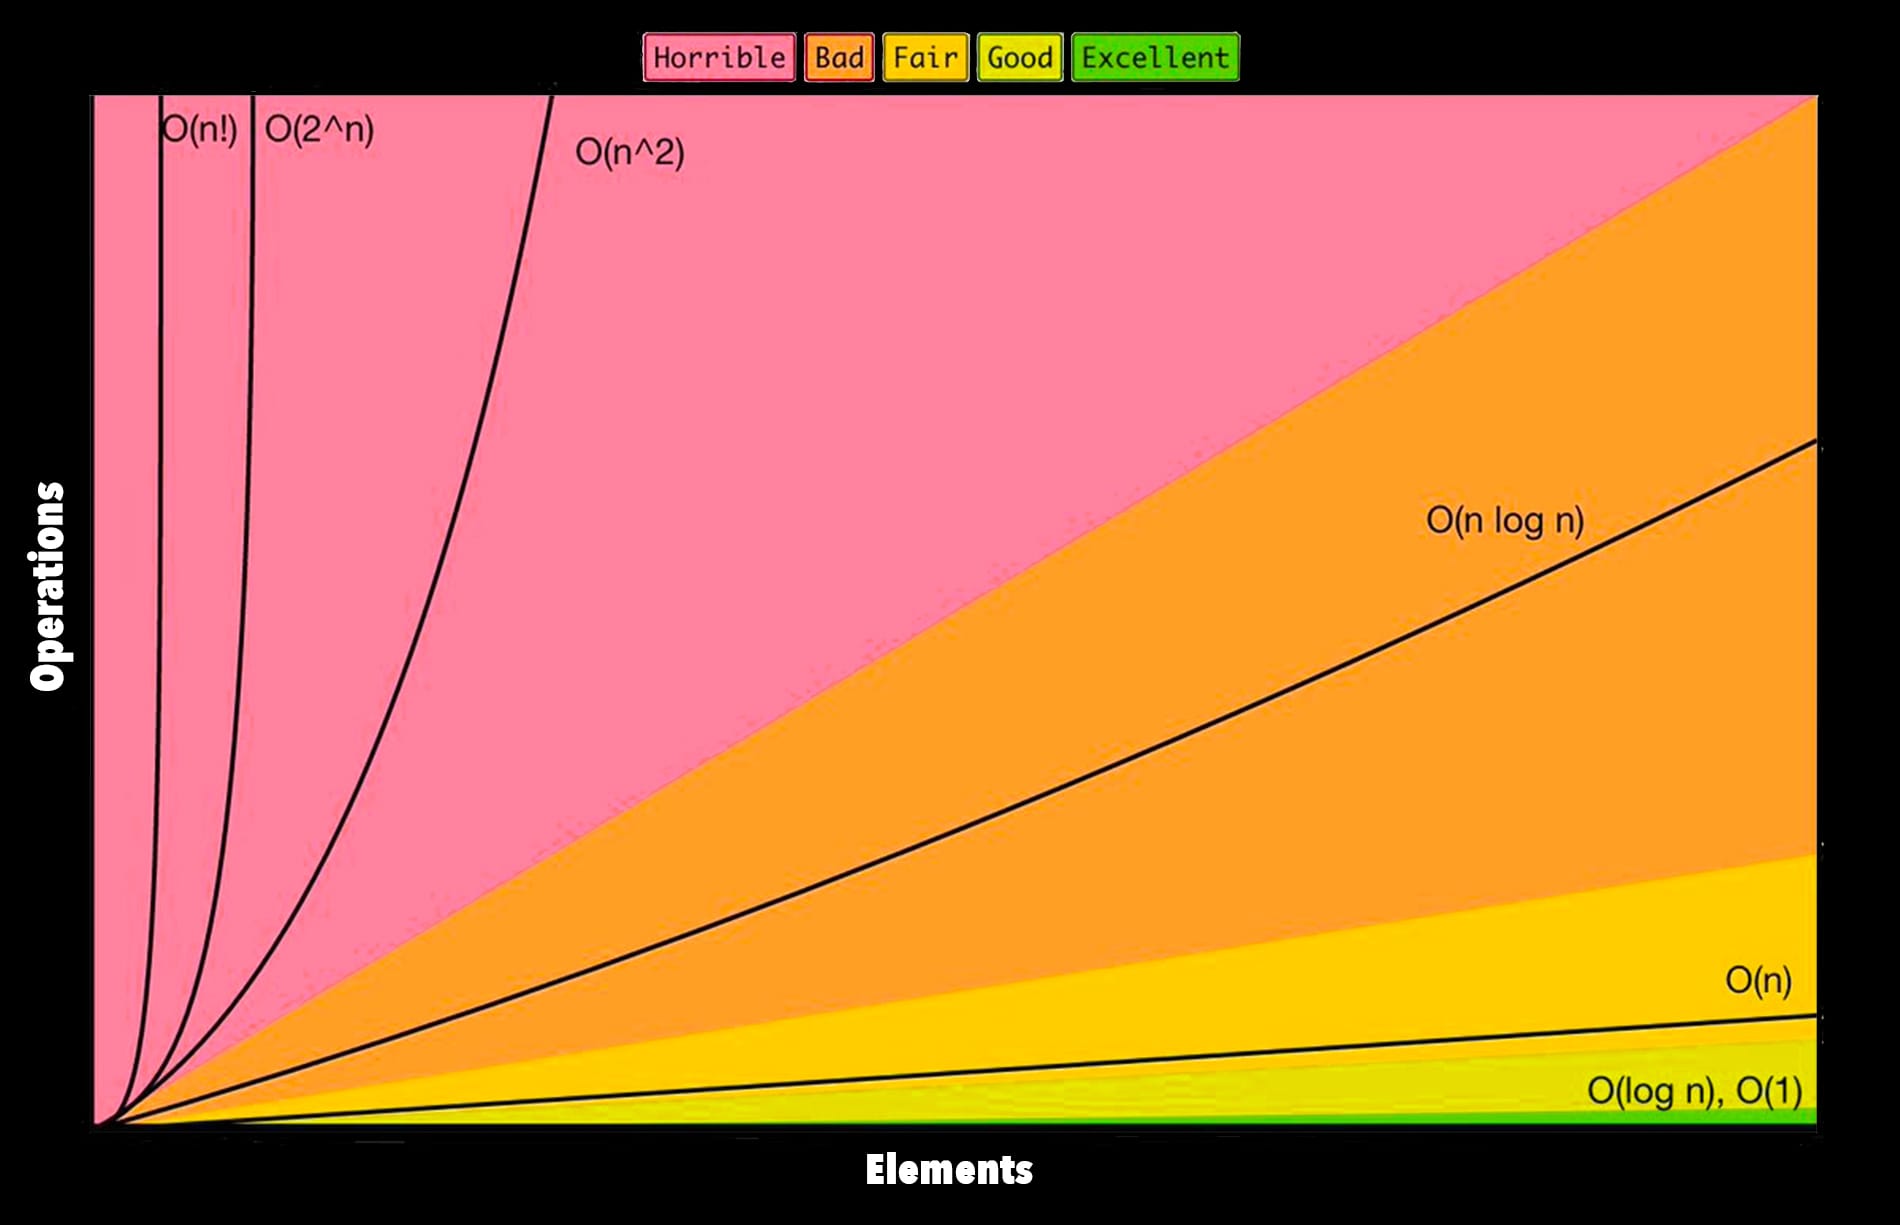 Horrible Bad Fair Good Excellent
O(n!) O(2^n)
O(n^2)
O(n log n)
Operations
O(n)
O(log n), O(1)
Elements